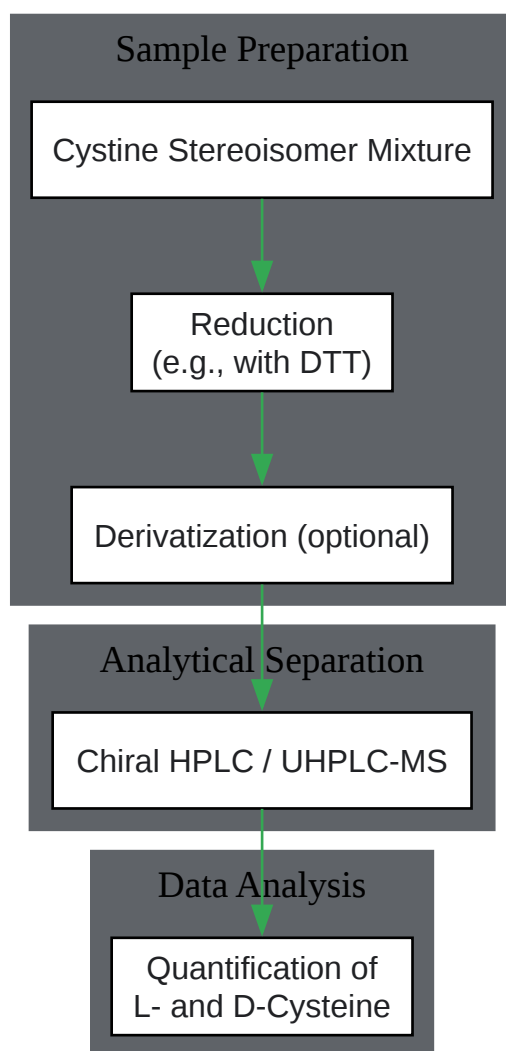 Sample Preparation
Cystine Stereoisomer Mixture
Reduction
(e.g., with DTT)
Derivatization (optional)
Analytical Separation
Chiral HPLC / UHPLC-MS
Data Analysis
Quantification of
L- and D-Cysteine